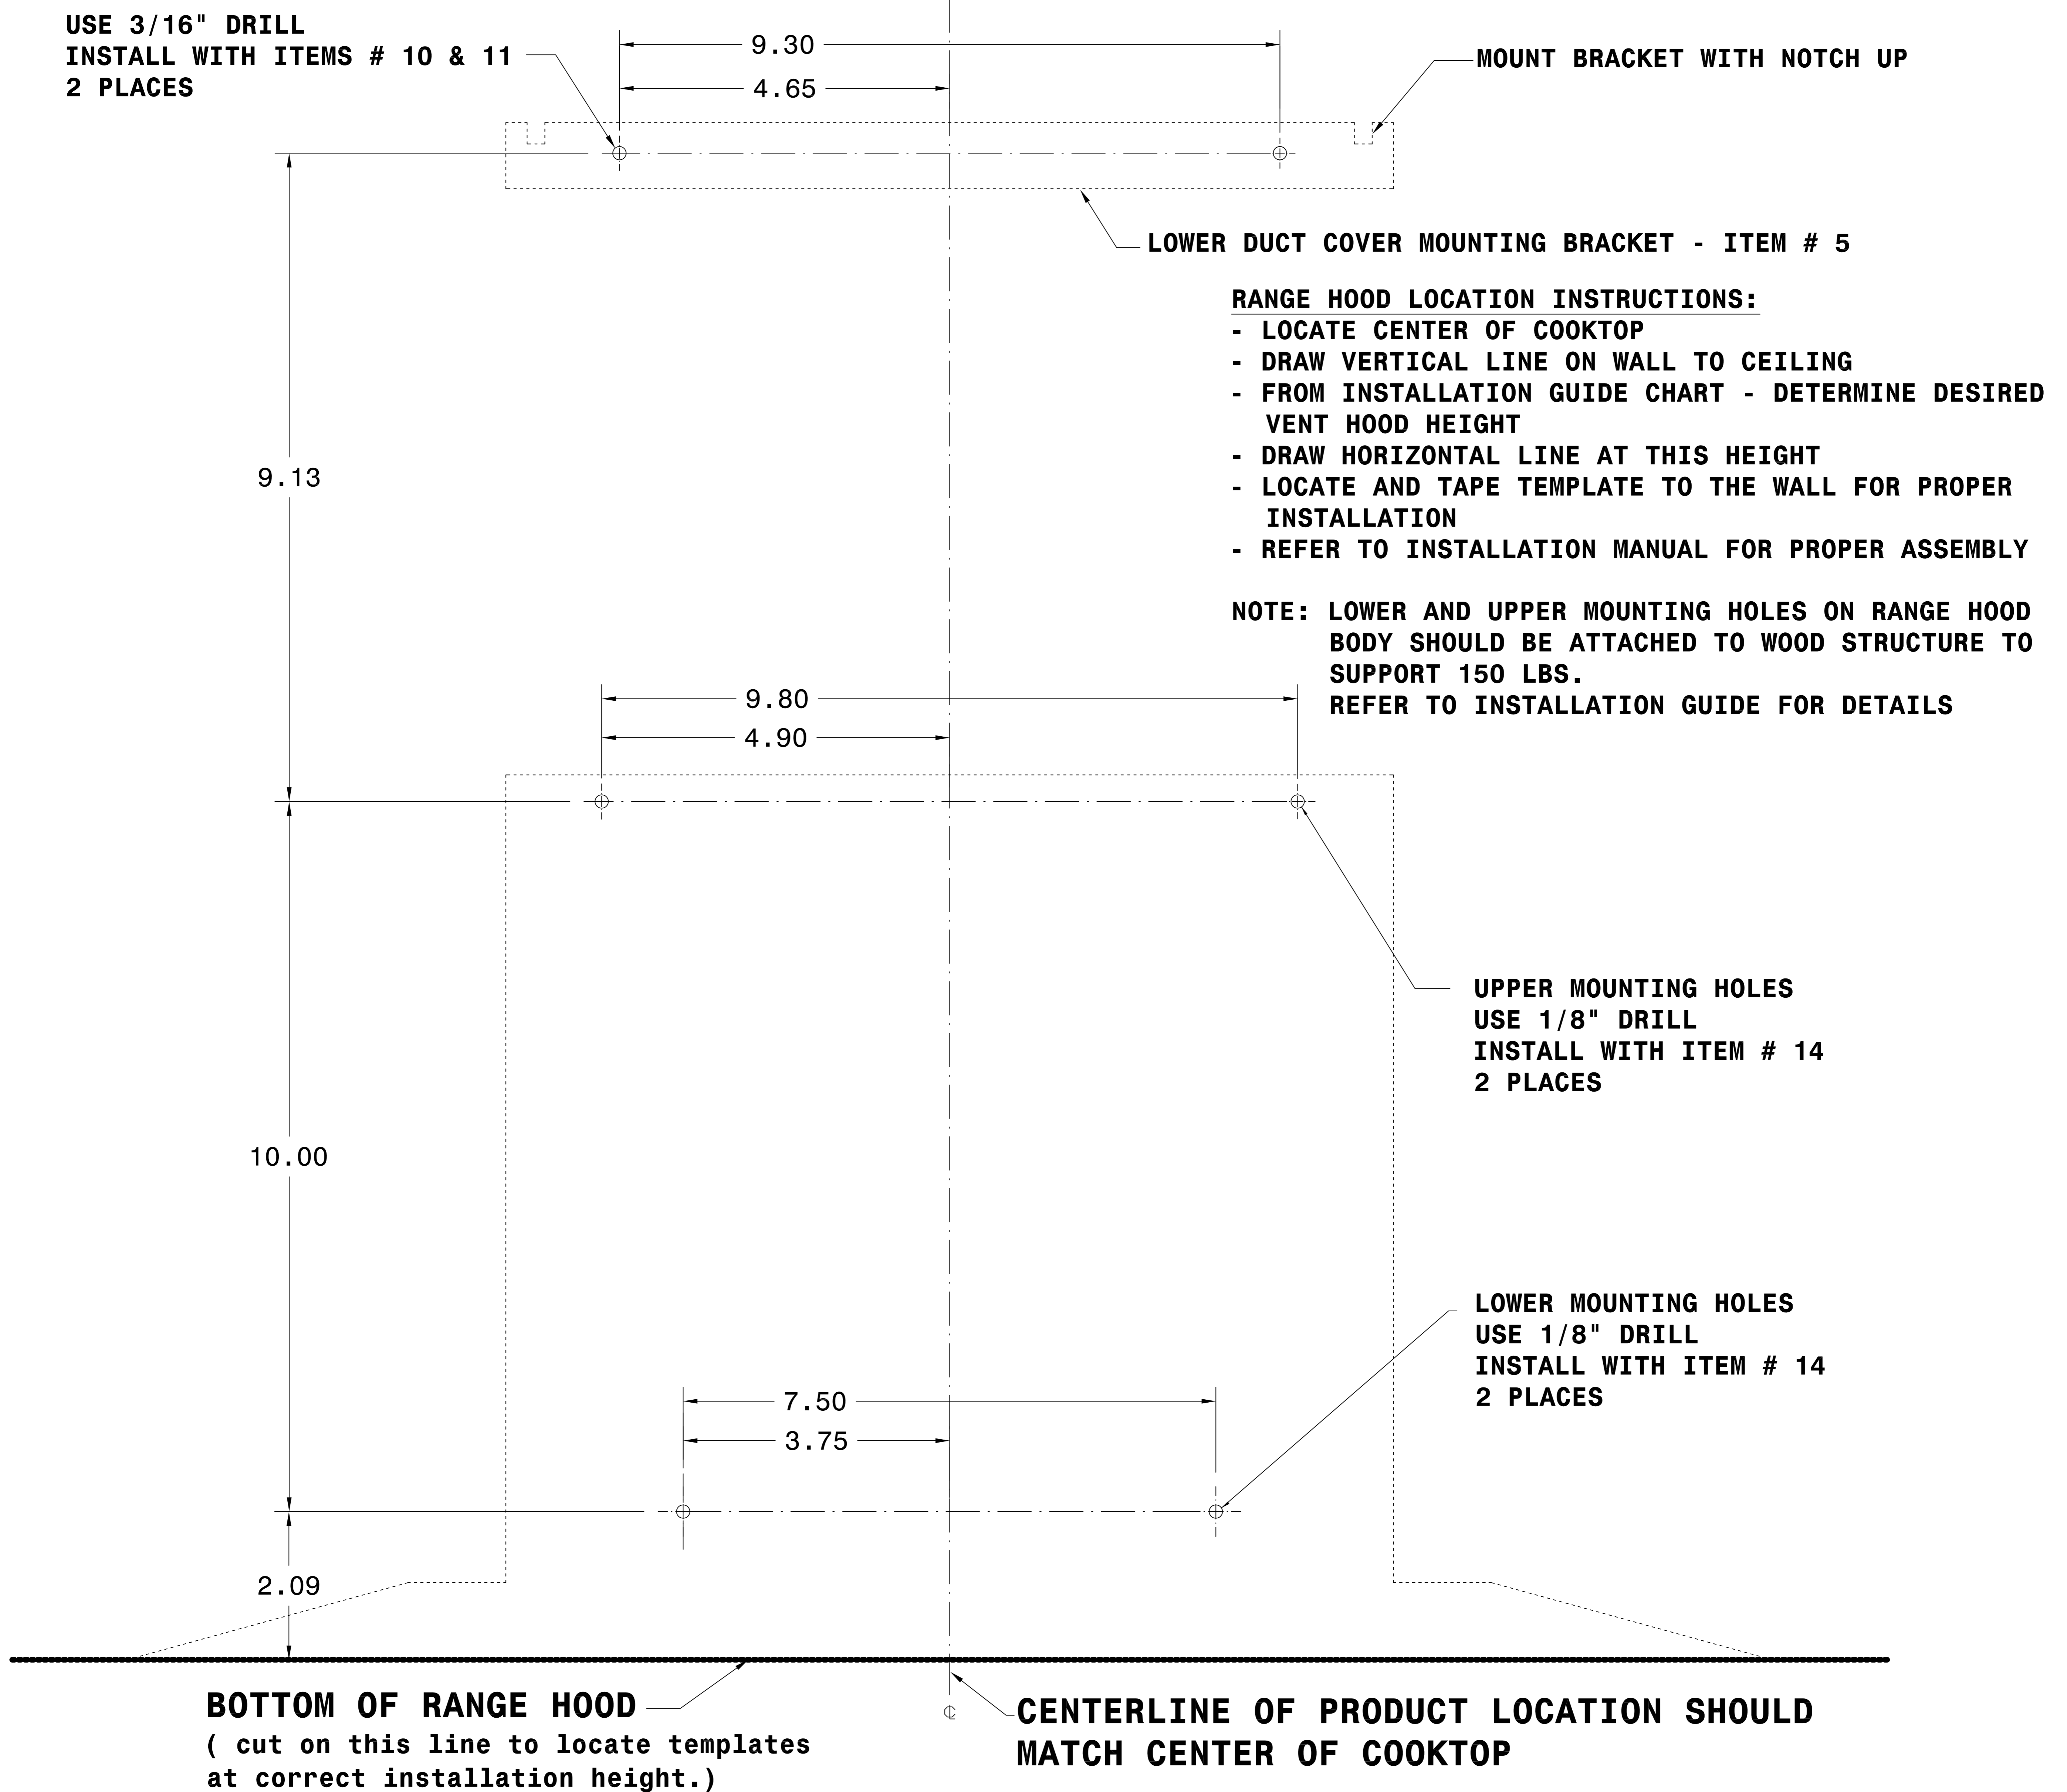 USE 3/16" DRILL
INSTALL WITH ITEMS # 10 & 11
2 PLACES
9.30
4.65
MOUNT BRACKET WITH NOTCH UP
LOWER DUCT COVER MOUNTING BRACKET - ITEM # 5
RANGE HOOD LOCATION INSTRUCTIONS:
- LOCATE CENTER OF COOKTOP
- DRAW VERTICAL LINE ON WALL TO CEILING
- FROM INSTALLATION GUIDE CHART - DETERMINE DESIRED
VENT HOOD HEIGHT
- DRAW HORIZONTAL LINE AT THIS HEIGHT
- LOCATE AND TAPE TEMPLATE TO THE WALL FOR PROPER
INSTALLATION
- REFER TO INSTALLATION MANUAL FOR PROPER ASSEMBLY
NOTE: LOWER AND UPPER MOUNTING HOLES ON RANGE HOOD
BODY SHOULD BE ATTACHED TO WOOD STRUCTURE TO
SUPPORT 150 LBS.
REFER TO INSTALLATION GUIDE FOR DETAILS
9.13
9.80
4.90
UPPER MOUNTING HOLES
USE 1/8" DRILL
INSTALL WITH ITEM # 14
2 PLACES
10.00
LOWER MOUNTING HOLES
USE 1/8" DRILL
INSTALL WITH ITEM # 14
2 PLACES
7.50
3.75
2.09
BOTTOM OF RANGE HOOD
( cut on this line to locate templates
at correct installation height.)
℄
CENTERLINE OF PRODUCT LOCATION SHOULD
MATCH CENTER OF COOKTOP